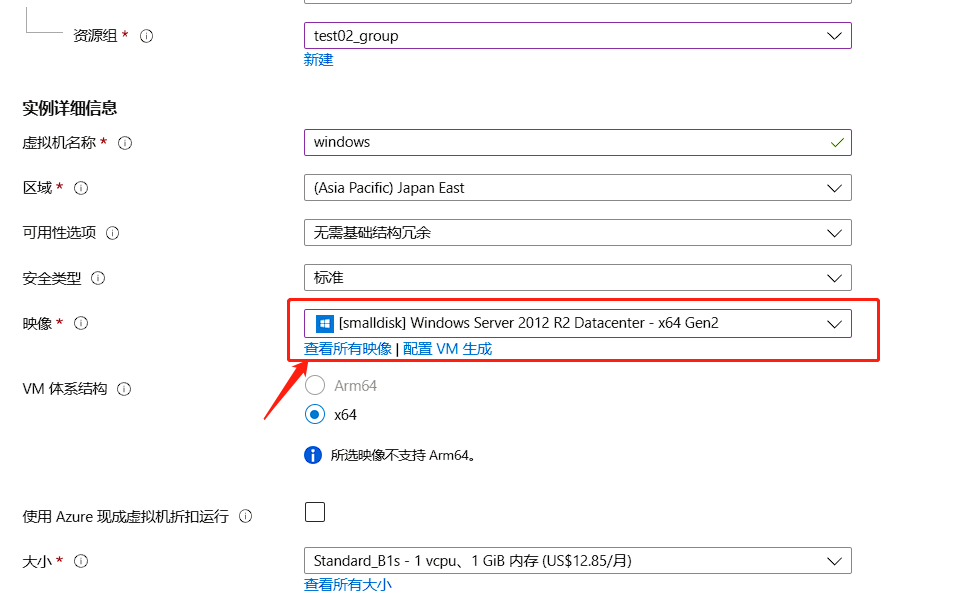 资源组 * test02_group
新建
实例详细信息
虚拟机名称 * windows
区域 * (Asia Pacific) Japan East
可用性选项 无需基础结构冗余
安全类型 标准
映像 * [smalldisk] Windows Server 2012 R2 Datacenter - x64 Gen2
查看所有映像 | 配置 VM 生成
VM 体系结构 Arm64
x64
所选映像不支持 Arm64。
使用 Azure 现成虚拟机折扣运行
大小 * Standard_B1s - 1 vcpu、1 GiB 内存 (US$12.85/月)
查看所有大小